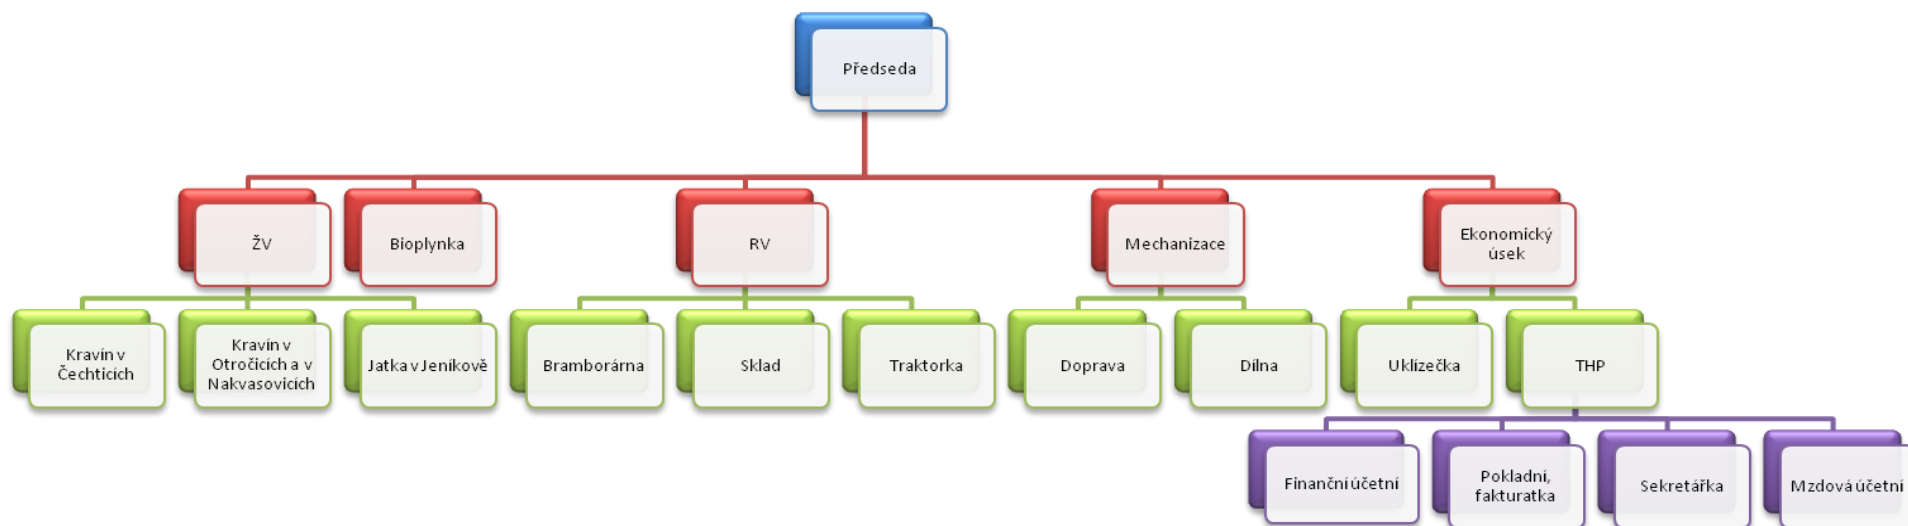 Předseda
ŽV
Bioplynka
RV
Mechanizace
Ekonomický
úsek
Kravín v
Čechticích
Kravín v
Otročicích a v
Nakvasovicích
Jatka v Jeníkově
Bramborárna
Sklad
Traktorka
Doprava
Dílna
Uklízečka
THP
Finanční účetní
Pokladní,
fakturatka
Sekretářka
Mzdová účetní